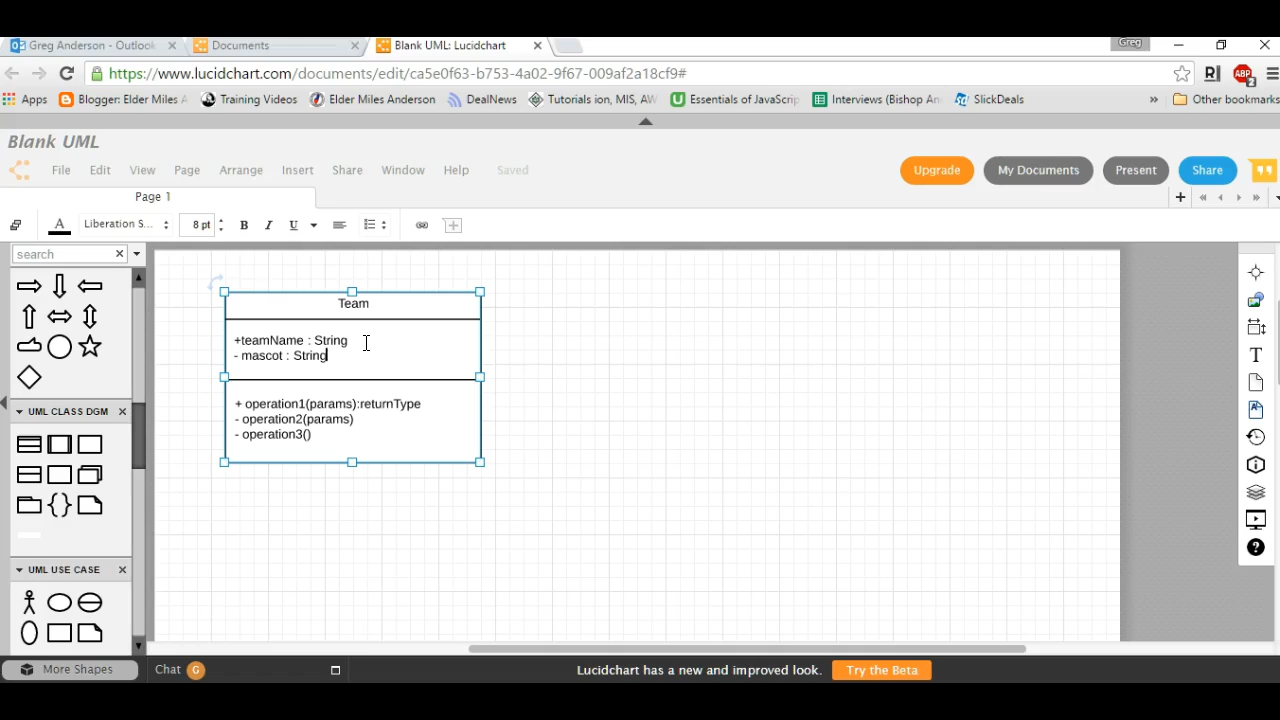 Greg Anderson - Outlook
Documents
Blank UML: Lucidchart
Greg
https://www.lucidchart.com/documents/edit/ca5e0f63-b753-4a02-9f67-009af2a18cf9#
Apps
Blogger: Elder Miles A
Training Videos
Elder Miles Anderson
DealNews
Tutorials ion, MIS, AW
Essentials of JavaScrip
Interviews (Bishop An
SlickDeals
»
Other bookmarks
Blank UML
File
Edit
View
Page
Arrange
Insert
Share
Window
Help
Saved
Upgrade
My Documents
Present
Share
Page 1
Liberation S...
8 pt
B
I
U
search
Team
+teamName : String
- mascot : String
+ operation1(params):returnType
- operation2(params)
- operation3()
UML CLASS DGM
UML USE CASE
More Shapes
Chat
G
Lucidchart has a new and improved look.
Try the Beta